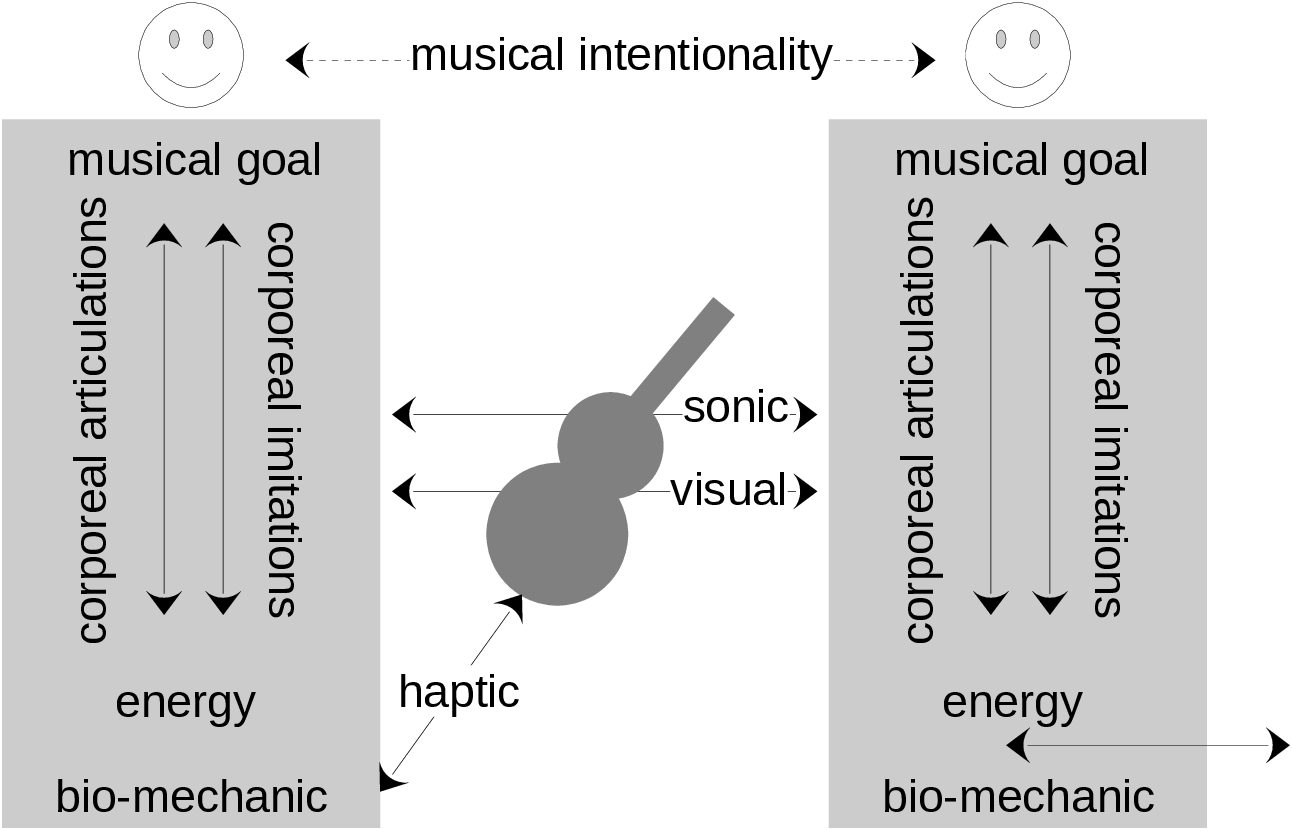 musical intentionality
musical goal
corporeal articulations
corporeal imitations
energy
bio-mechanic
sonic
visual
haptic
musical goal
corporeal articulations
corporeal imitations
energy
bio-mechanic